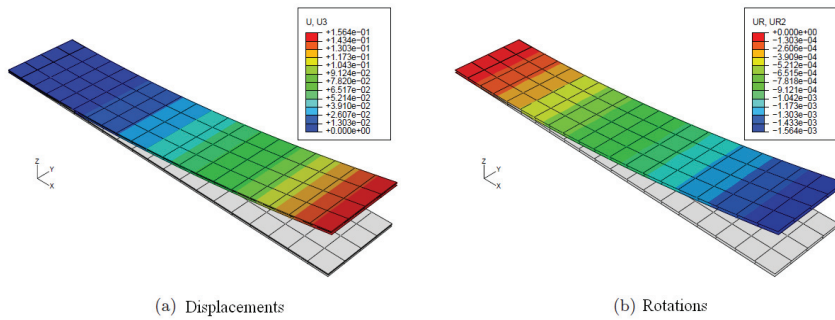 U, U3
+1.564e-01
+1.434e-01
+1.303e-01
+1.173e-01
+1.043e-01
+9.124e-02
+7.820e-02
+6.517e-02
+5.214e-02
+3.910e-02
+2.607e-02
+1.303e-02
+0.000e+00
Z
Y
X
(a) Displacements
UR, UR2
+0.000e+00
−1.303e−04
−2.606e−04
−3.909e−04
−5.212e−04
−6.515e−04
−7.818e−04
−9.121e−04
−1.042e−03
−1.173e−03
−1.303e−03
−1.433e−03
−1.564e−03
Z
Y
X
(b) Rotations